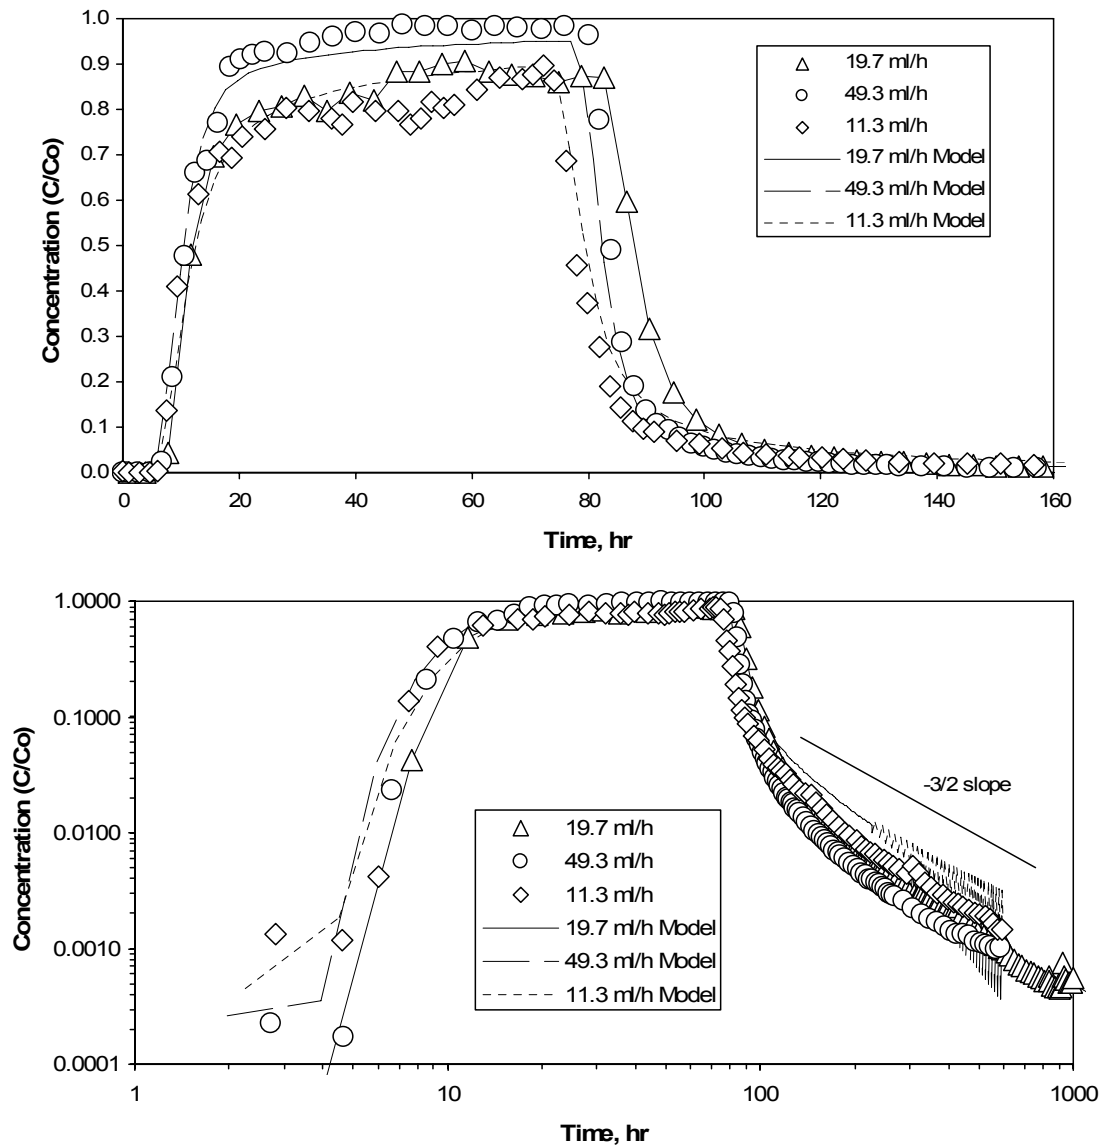 1.0
0.9
0.8
0.7
0.6
0.5
0.4
0.3
0.2
0.1
0.0
Concentration (C/Co)
19.7 ml/h
49.3 ml/h
11.3 ml/h
19.7 ml/h Model
49.3 ml/h Model
11.3 ml/h Model
0 20 40 60 80 100 120 140 160
Time, hr
1.0000
0.1000
0.0100
0.0010
0.0001
Concentration (C/Co)
-3/2 slope
19.7 ml/h
49.3 ml/h
11.3 ml/h
19.7 ml/h Model
49.3 ml/h Model
11.3 ml/h Model
1 10 100 1000
Time, hr